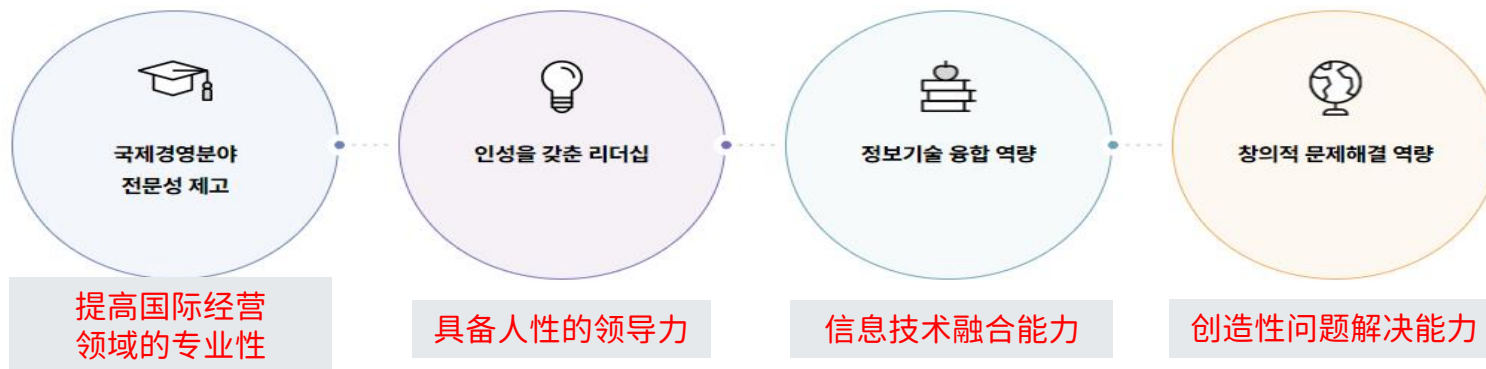 국제경영분야
전문성 제고
인성을 갖춘 리더십
정보기술 융합 역량
창의적 문제해결 역량
提高国际经营
领域的专业性
具备人性的领导力
信息技术融合能力
创造性问题解决能力